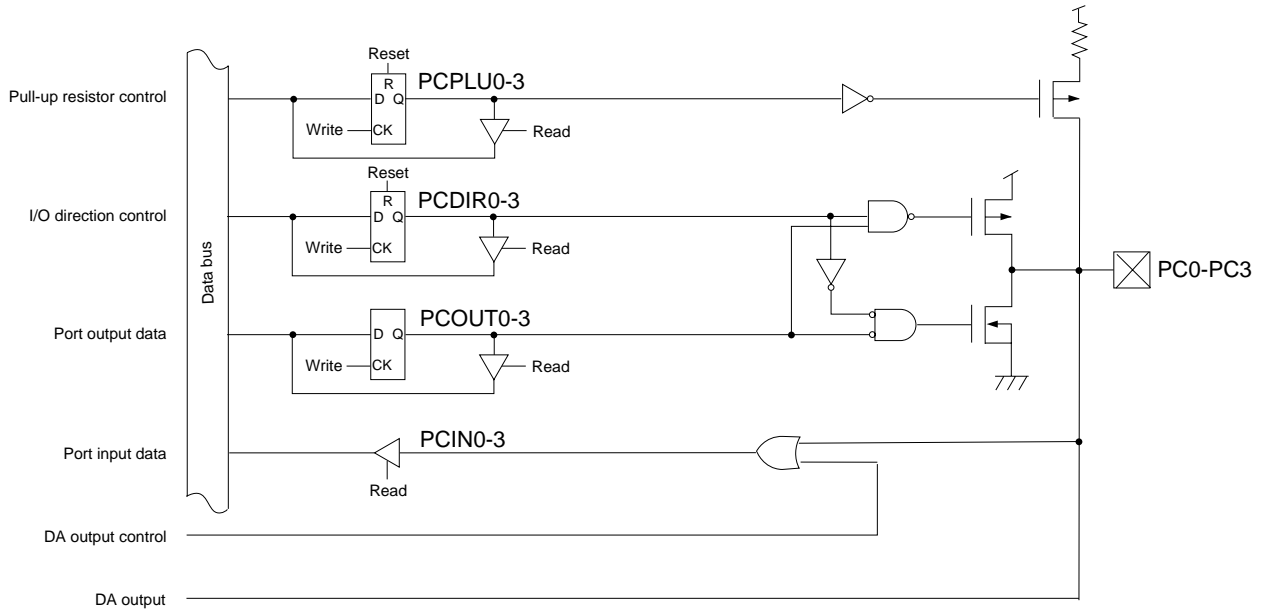 Reset
Pull-up resistor control
R
D Q
PCPLU0-3
Write
CK
Read
Reset
I/O direction control
R
D Q
PCDIR0-3
Write
CK
Read
Data bus
Port output data
D Q
PCOUT0-3
Write
CK
Read
PC0-PC3
Port input data
PCIN0-3
Read
DA output control
DA output